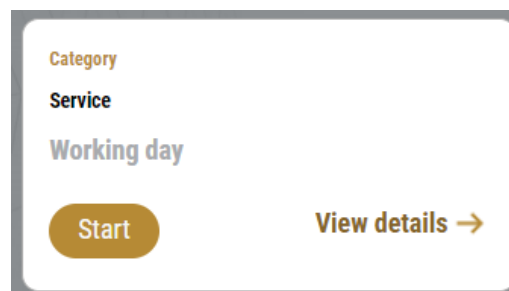 Category
Service
Working day
Start
View details →